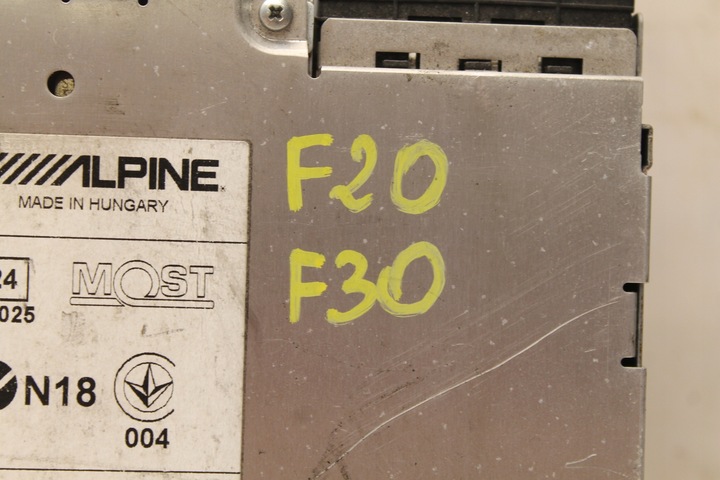 ALPINE
MADE IN HUNGARY
F20
F30
24
025
MOST
N18
004